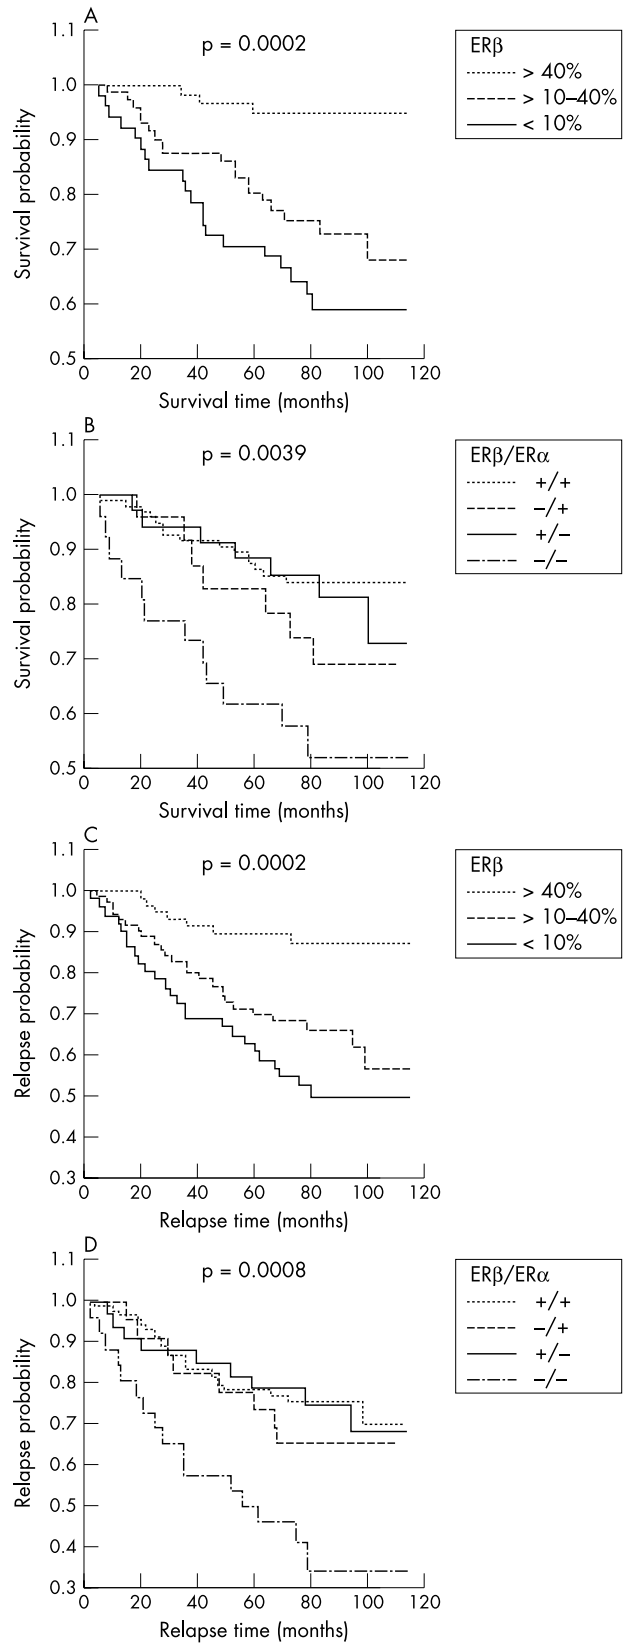 A
p = 0.0002
ERβ
> 40%
> 10–40%
< 10%
1.1
1.0
0.9
0.8
0.7
0.6
0.5
Survival probability
0 20 40 60 80 100 120
Survival time (months)
B
p = 0.0039
ERβ/ERα
+/+
–/+
+/–
–/–
1.1
1.0
0.9
0.8
0.7
0.6
0.5
Survival probability
0 20 40 60 80 100 120
Survival time (months)
C
p = 0.0002
ERβ
> 40%
> 10–40%
< 10%
1.1
1.0
0.9
0.8
0.7
0.6
0.5
0.4
0.3
Relapse probability
0 20 40 60 80 100 120
Relapse time (months)
D
p = 0.0008
ERβ/ERα
+/+
–/+
+/–
–/–
1.1
1.0
0.9
0.8
0.7
0.6
0.5
0.4
0.3
Relapse probability
0 20 40 60 80 100 120
Relapse time (months)